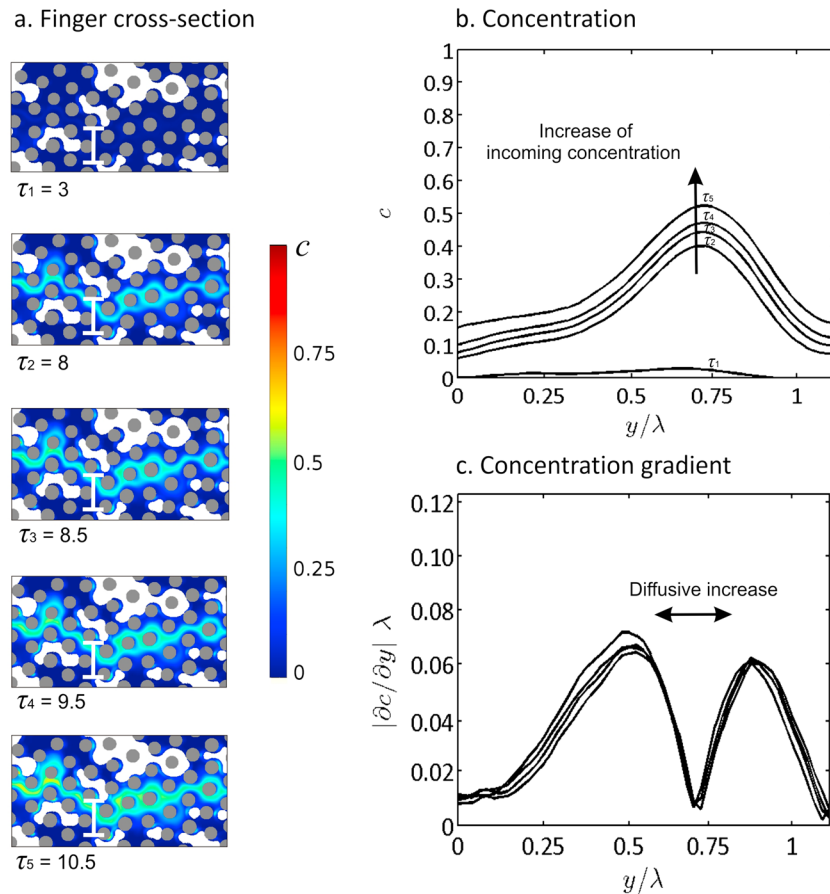 a. Finger cross-section
τ1 = 3
τ2 = 8
τ3 = 8.5
τ4 = 9.5
τ5 = 10.5
c
0.75
0.5
0.25
0
b. Concentration
1
0.9
0.8
0.7
0.6
0.5
0.4
0.3
0.2
0.1
0
c
Increase of
incoming concentration
τ5
τ4
τ3
τ2
τ1
0
0.25
0.5
0.75
1
y/λ
c. Concentration gradient
0.12
0.10
0.08
0.06
0.04
0.02
0
|∂c/∂y| λ
Diffusive increase
0
0.25
0.5
0.75
1
y/λ